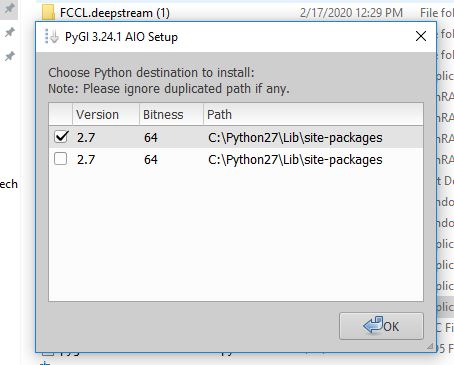 FCCL.deepstream (1) 2/17/2020 12:29 PM File fo
PyGI 3.24.1 AIO Setup
Choose Python destination to install:
Note: Please ignore duplicated path if any.
Version Bitness Path
2.7 64 C:\Python27\Lib\site-packages
2.7 64 C:\Python27\Lib\site-packages
ech
OK